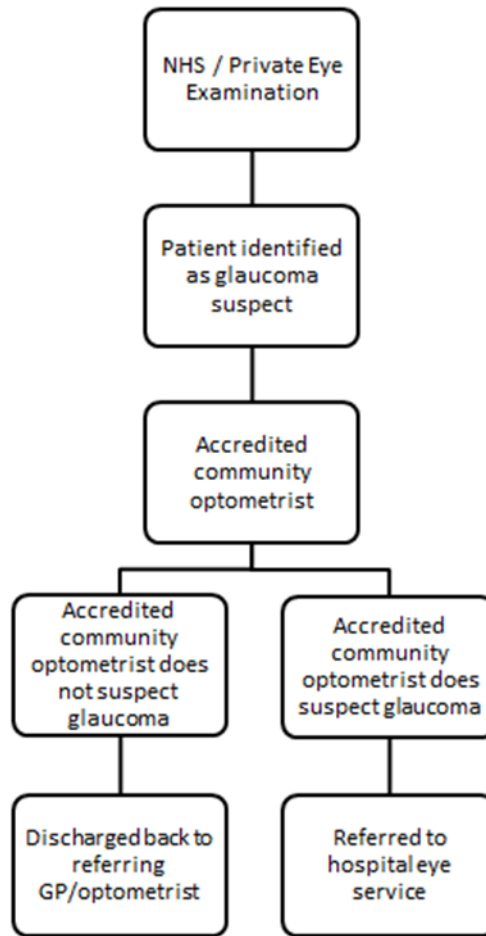 NHS / Private Eye
Examination
Patient identified
as glaucoma
suspect
Accredited
community
optometrist
Accredited
community
optometrist does
not suspect
glaucoma
Accredited
community
optometrist does
suspect glaucoma
Discharged back to
referring
GP/optometrist
Referred to
hospital eye
service